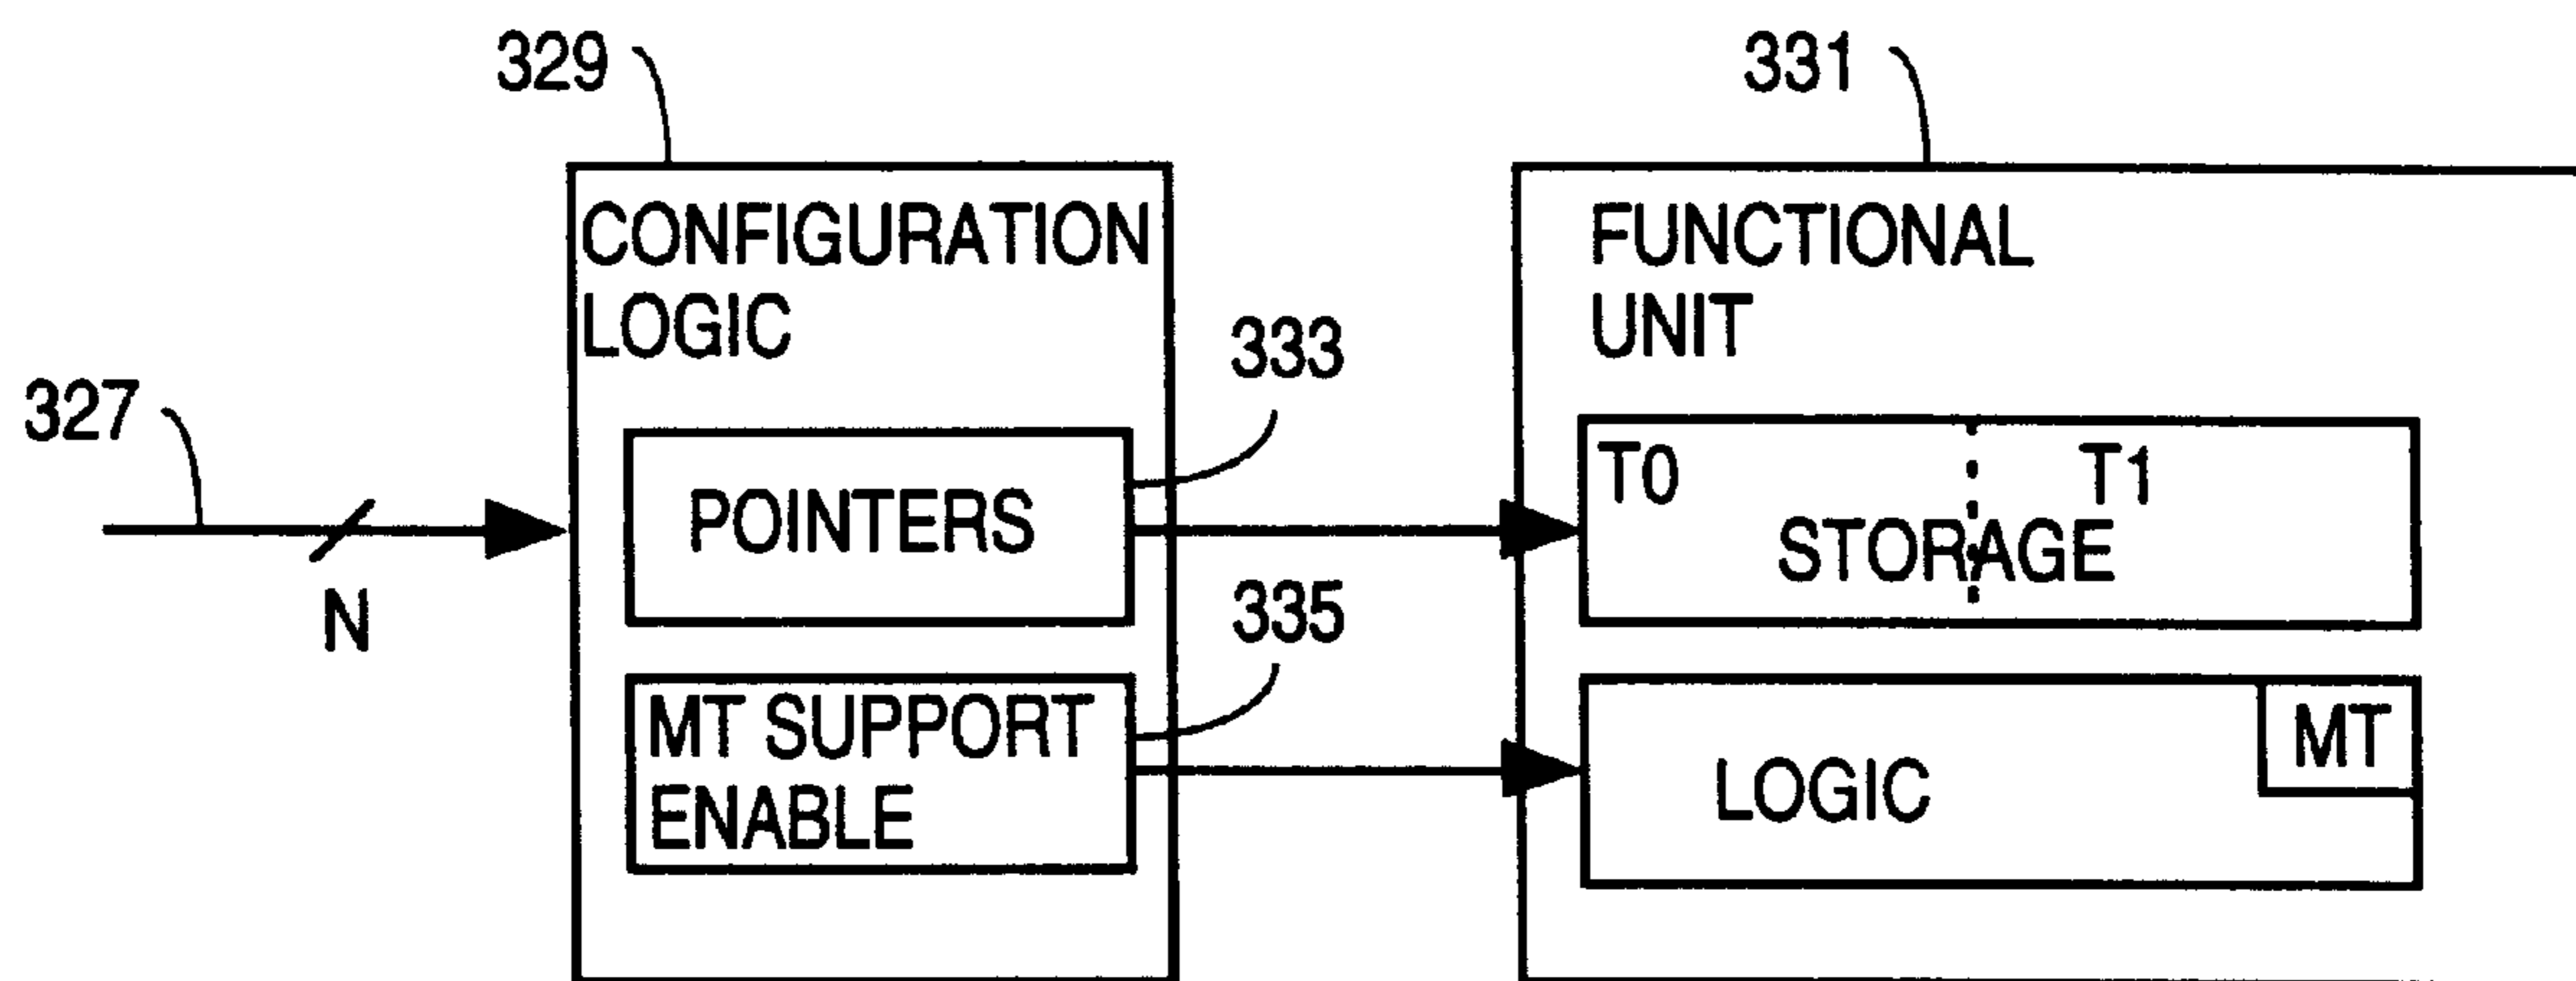 329
331
CONFIGURATION
LOGIC
FUNCTIONAL
UNIT
327
333
N
POINTERS
T0
T1
STORAGE
335
MT SUPPORT
ENABLE
LOGIC
MT